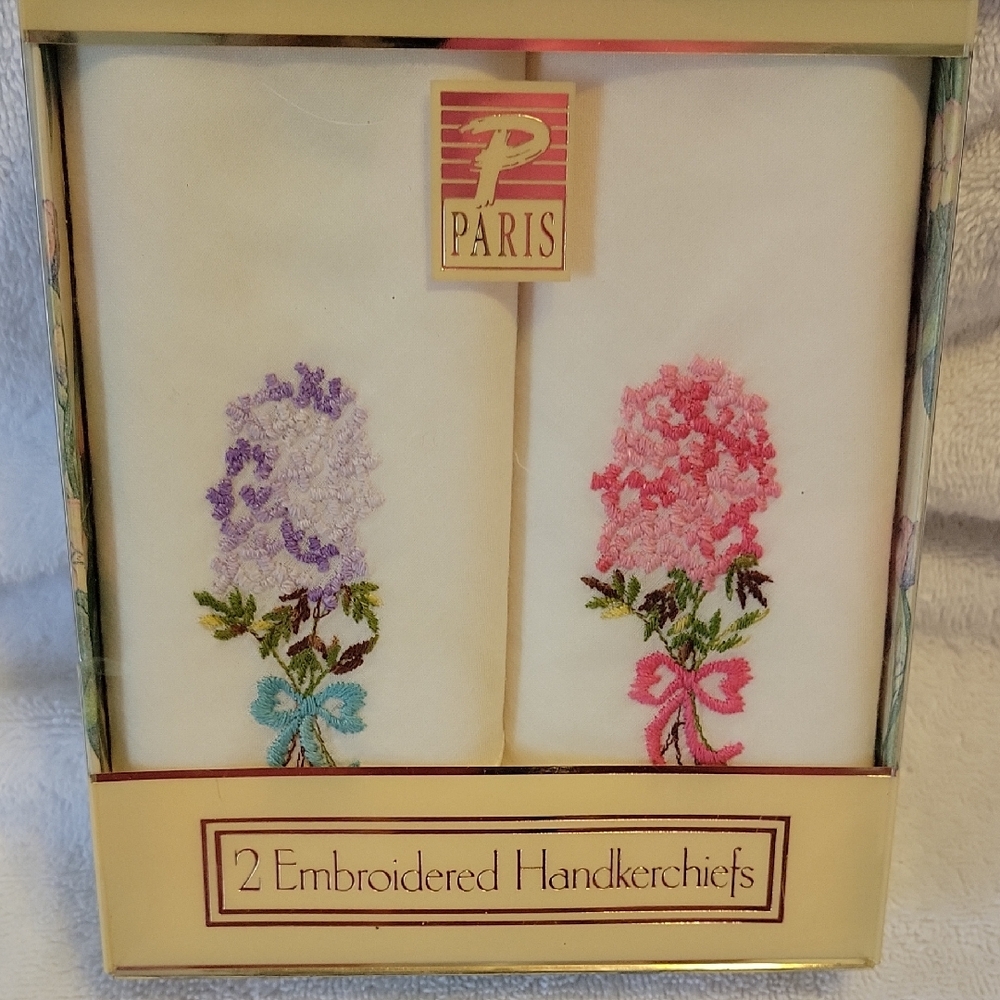 P
PARIS
2 Embroidered Handkerchiefs